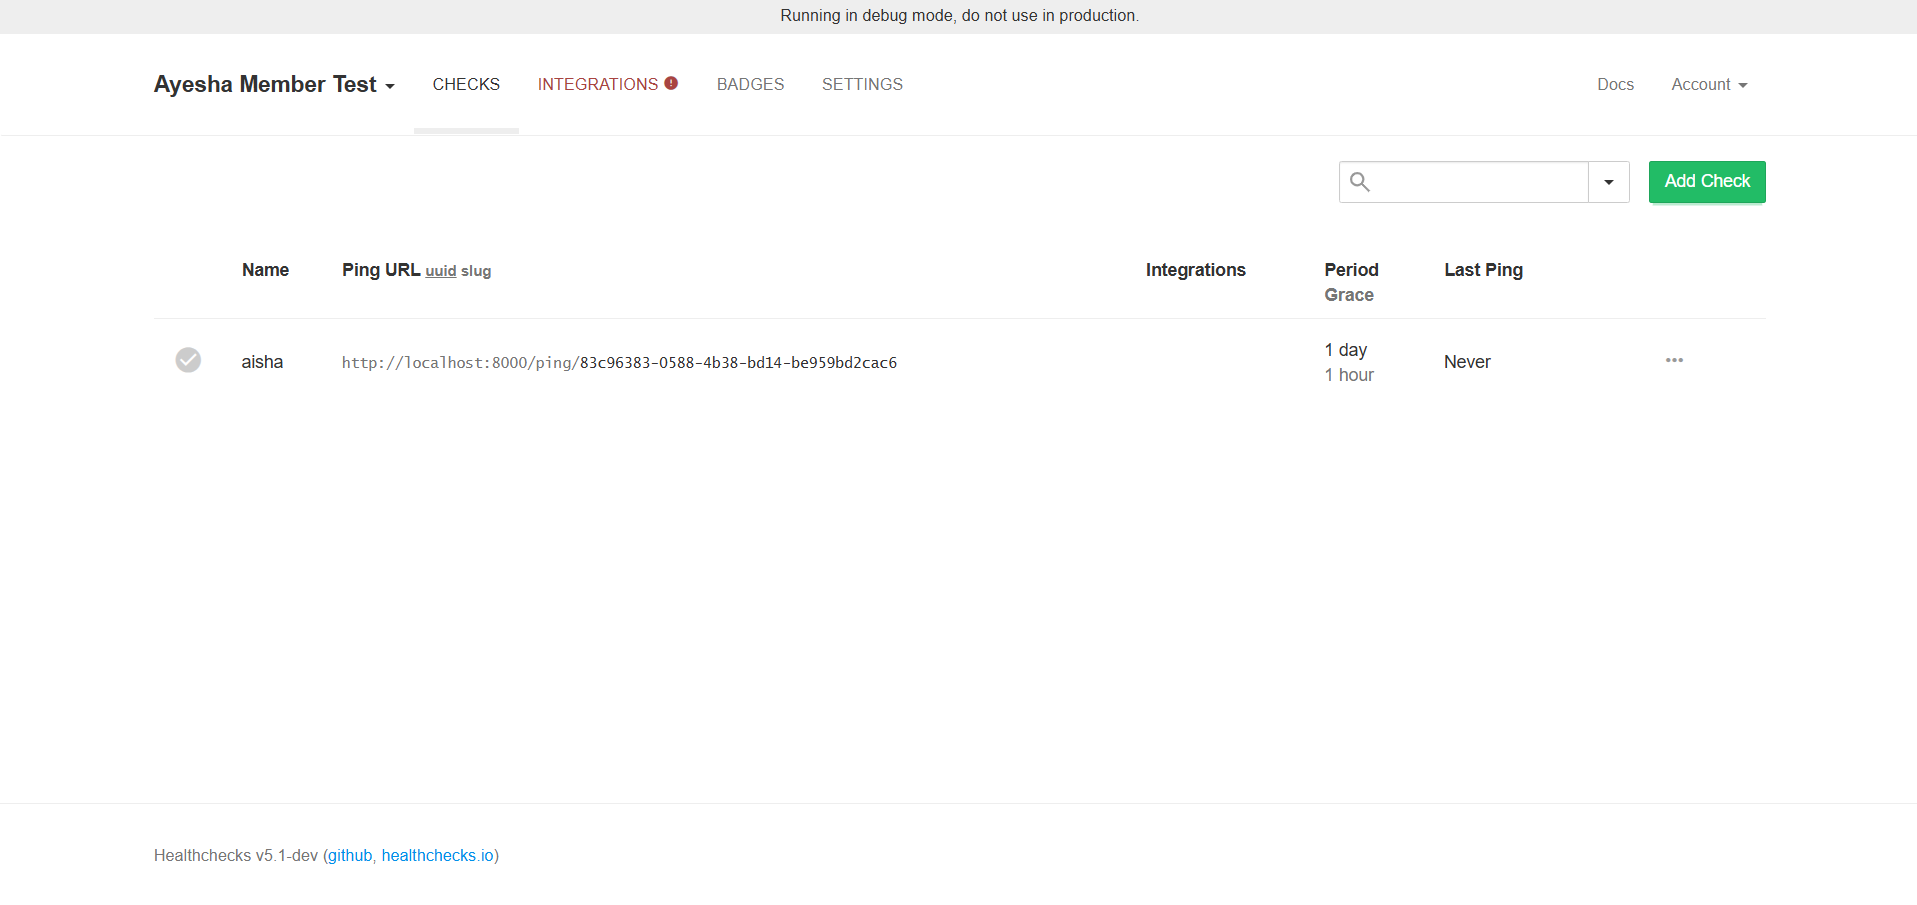 Running in debug mode, do not use in production.
Ayesha Member Test CHECKS INTEGRATIONS BADGES SETTINGS Docs Account
Add Check
Name Ping URL uuid slug Integrations Period Last Ping
Grace
aisha http://localhost:8000/ping/83c96383-0588-4b38-bd14-be959bd2cac6 1 day Never
1 hour
Healthchecks v5.1-dev (github, healthchecks.io)